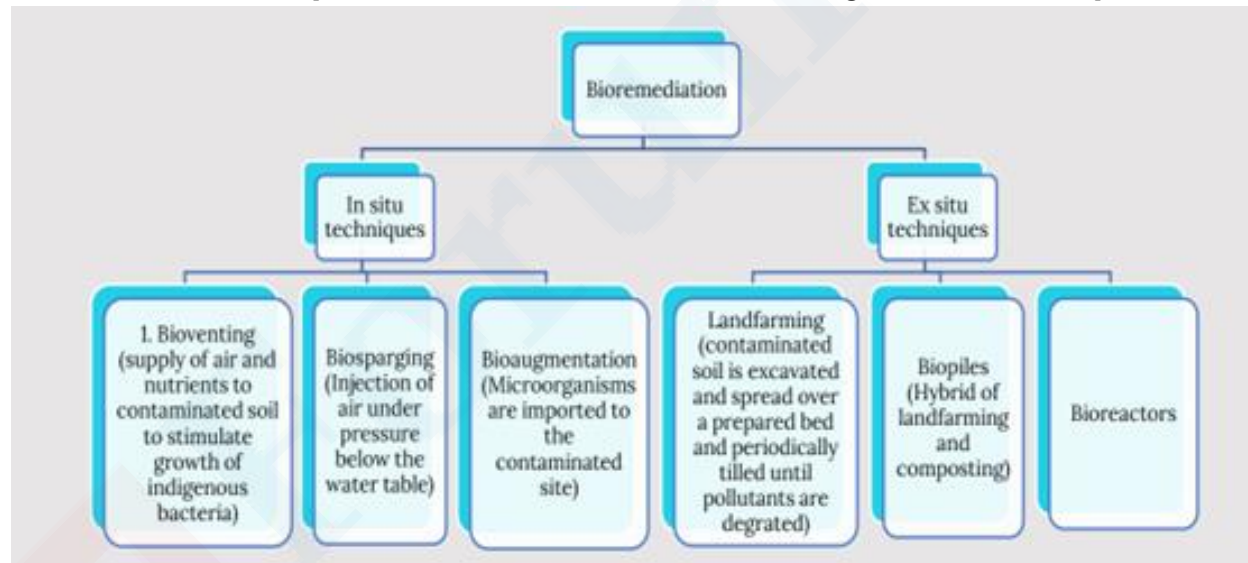 Bioremediation
In situ
techniques
Ex situ
techniques
1. Bioventing
(supply of air and
nutrients to
contaminated soil
to stimulate
growth of
indigenous
bacteria)
Biosparging
(Injection of
air under
pressure
below the
water table)
Bioaugmentation
(Microorganisms
are imported to
the
contaminated
site)
Landfarming
(contaminated
soil is excavated
and spread over
a prepared bed
and periodically
tilled until
pollutants are
degrated)
Biopiles
(Hybrid of
landfarming
and
composting)
Bioreactors